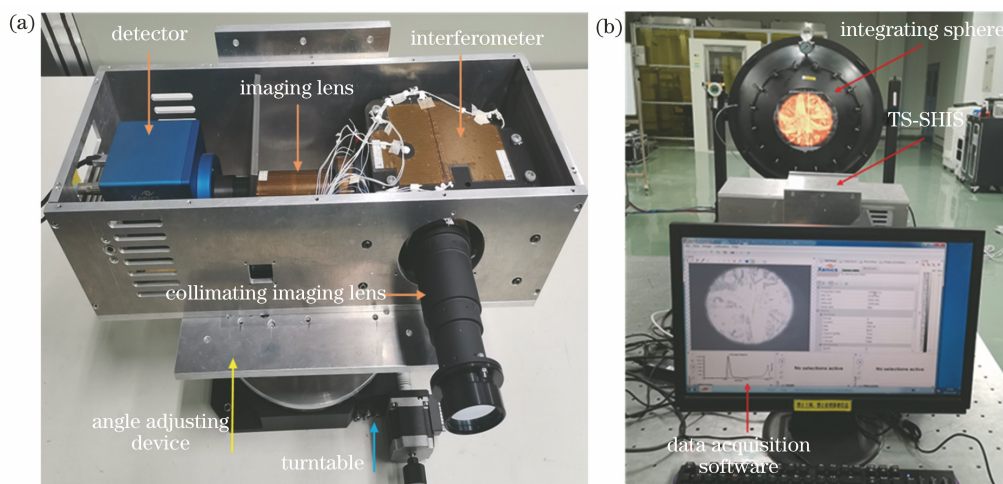 (a)
detector
interferometer
imaging lens
collimating imaging lens
angle adjusting
device
turntable
(b)
integrating sphere
TS-SHIS
Xenics
No selections active
No selections active
data acquisition
software